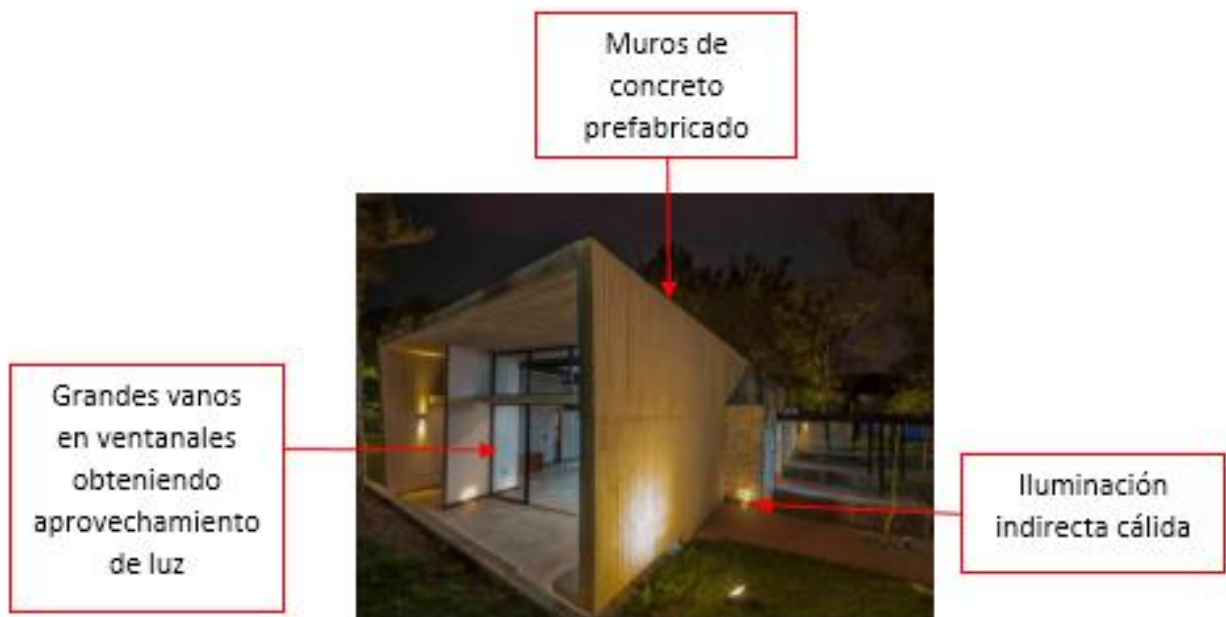 Muros de
concreto
prefabricado
Grandes vanos
en ventanales
obteniendo
aprovechamiento
de luz
Iluminación
indirecta cálida